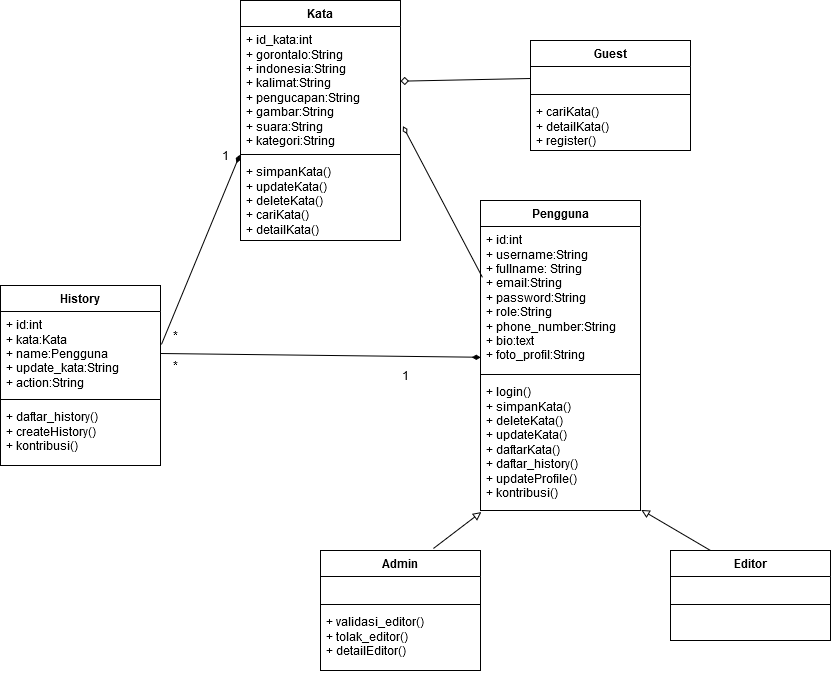 Kata
+ id_kata:int
+ gorontalo:String
+ indonesia:String
+ kalimat:String
+ pengucapan:String
+ gambar:String
+ suara:String
+ kategori:String
+ simpanKata()
+ updateKata()
+ deleteKata()
+ cariKata()
+ detailKata()
Guest
+ cariKata()
+ detailKata()
+ register()
1
Pengguna
+ id:int
+ username:String
+ fullname: String
+ email:String
+ password:String
+ role:String
+ phone_number:String
+ bio:text
+ foto_profil:String
+ login()
+ simpanKata()
+ deleteKata()
+ updateKata()
+ daftarKata()
+ daftar_history()
+ updateProfile()
+ kontribusi()
History
+ id:int
+ kata:Kata
+ name:Pengguna
+ update_kata:String
+ action:String
+ daftar_history()
+ createHistory()
+ kontribusi()
*
*
1
Admin
+ validasi_editor()
+ tolak_editor()
+ detailEditor()
Editor